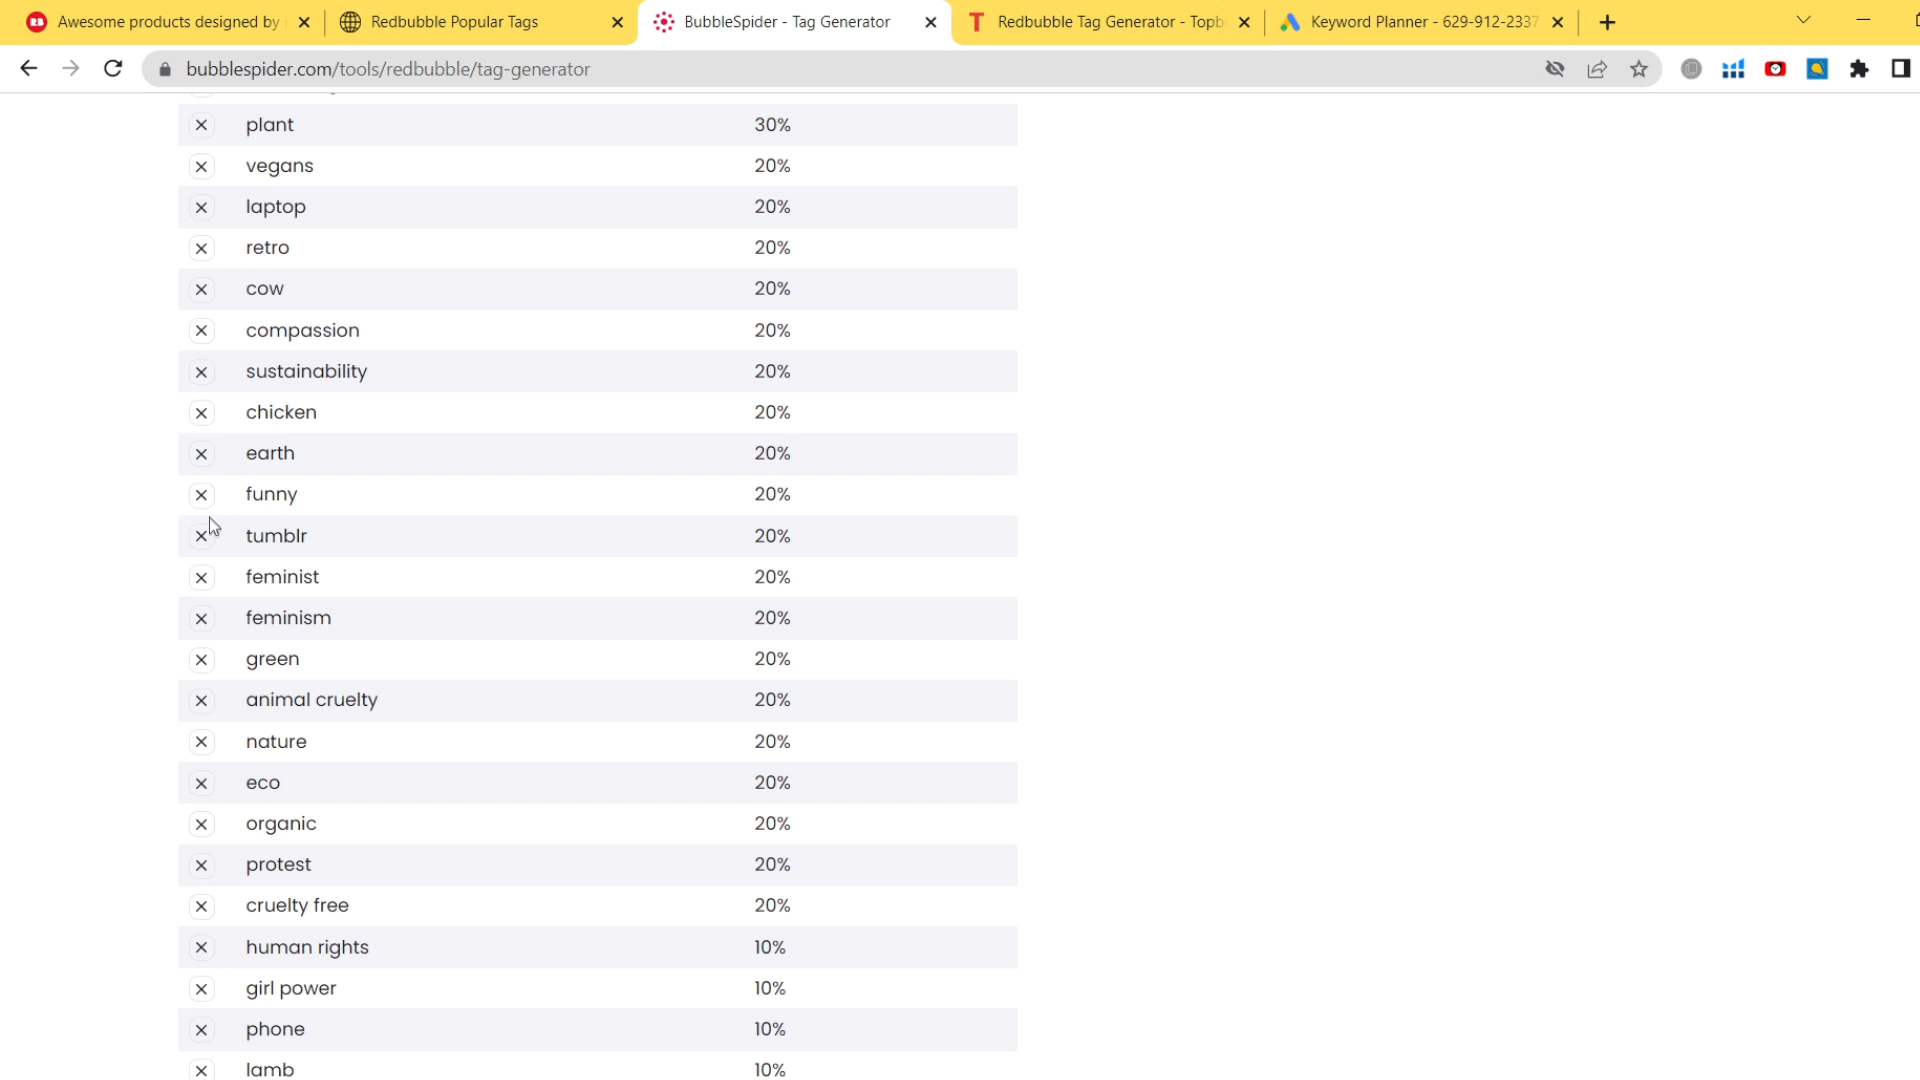 Awesome products designed by
Redbubble Popular Tags
BubbleSpider - Tag Generator
Redbubble Tag Generator - Topb
Keyword Planner - 629-912-2337
bubblespider.com/tools/redbubble/tag-generator
plant 30%
vegans 20%
laptop 20%
retro 20%
cow 20%
compassion 20%
sustainability 20%
chicken 20%
earth 20%
funny 20%
tumblr 20%
feminist 20%
feminism 20%
green 20%
animal cruelty 20%
nature 20%
eco 20%
organic 20%
protest 20%
cruelty free 20%
human rights 10%
girl power 10%
phone 10%
lamb 10%